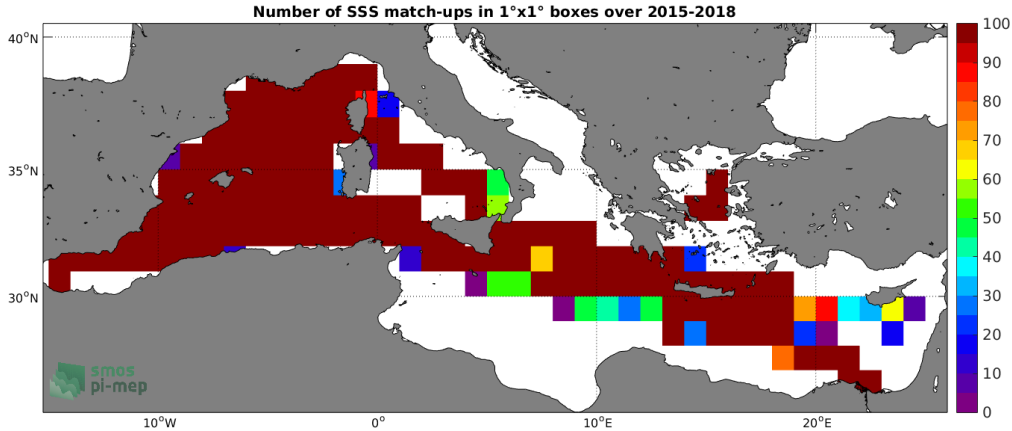 Number of SSS match-ups in 1°x1° boxes over 2015-2018
40°N
35°N
30°N
10°W
0°
10°E
20°E
100
90
80
70
60
50
40
30
20
10
0
smos
pi-mep